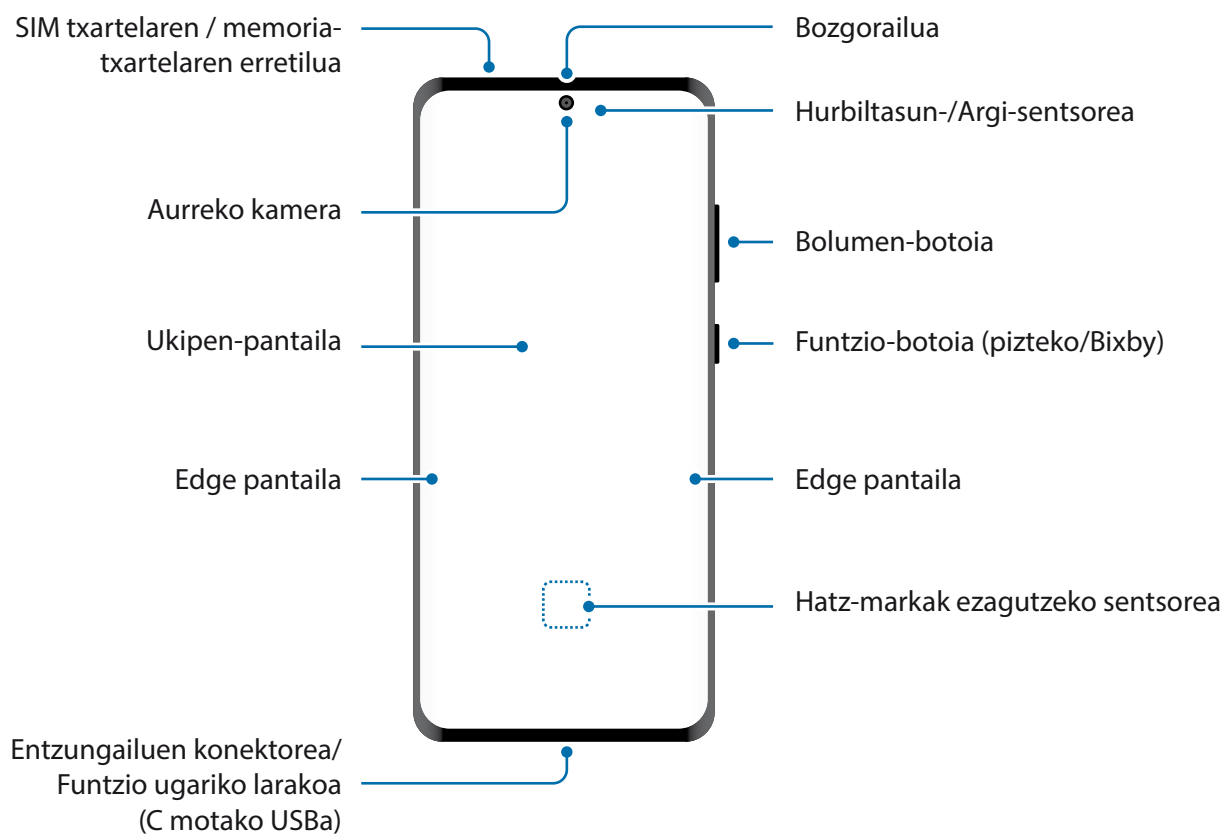 SIM txartelaren / memoria-
txartelaren erretilua
Bozgorailua
Hurbiltasun-/Argi-sentsorea
Aurreko kamera
Bolumen-botoia
Ukipen-pantaila
Funtzio-botoia (pizteko/Bixby)
Edge pantaila
Edge pantaila
Hatz-markak ezagutzeko sentsorea
Entzungailuen konektorea/
Funtzio ugariko larakoa
(C motako USBa)